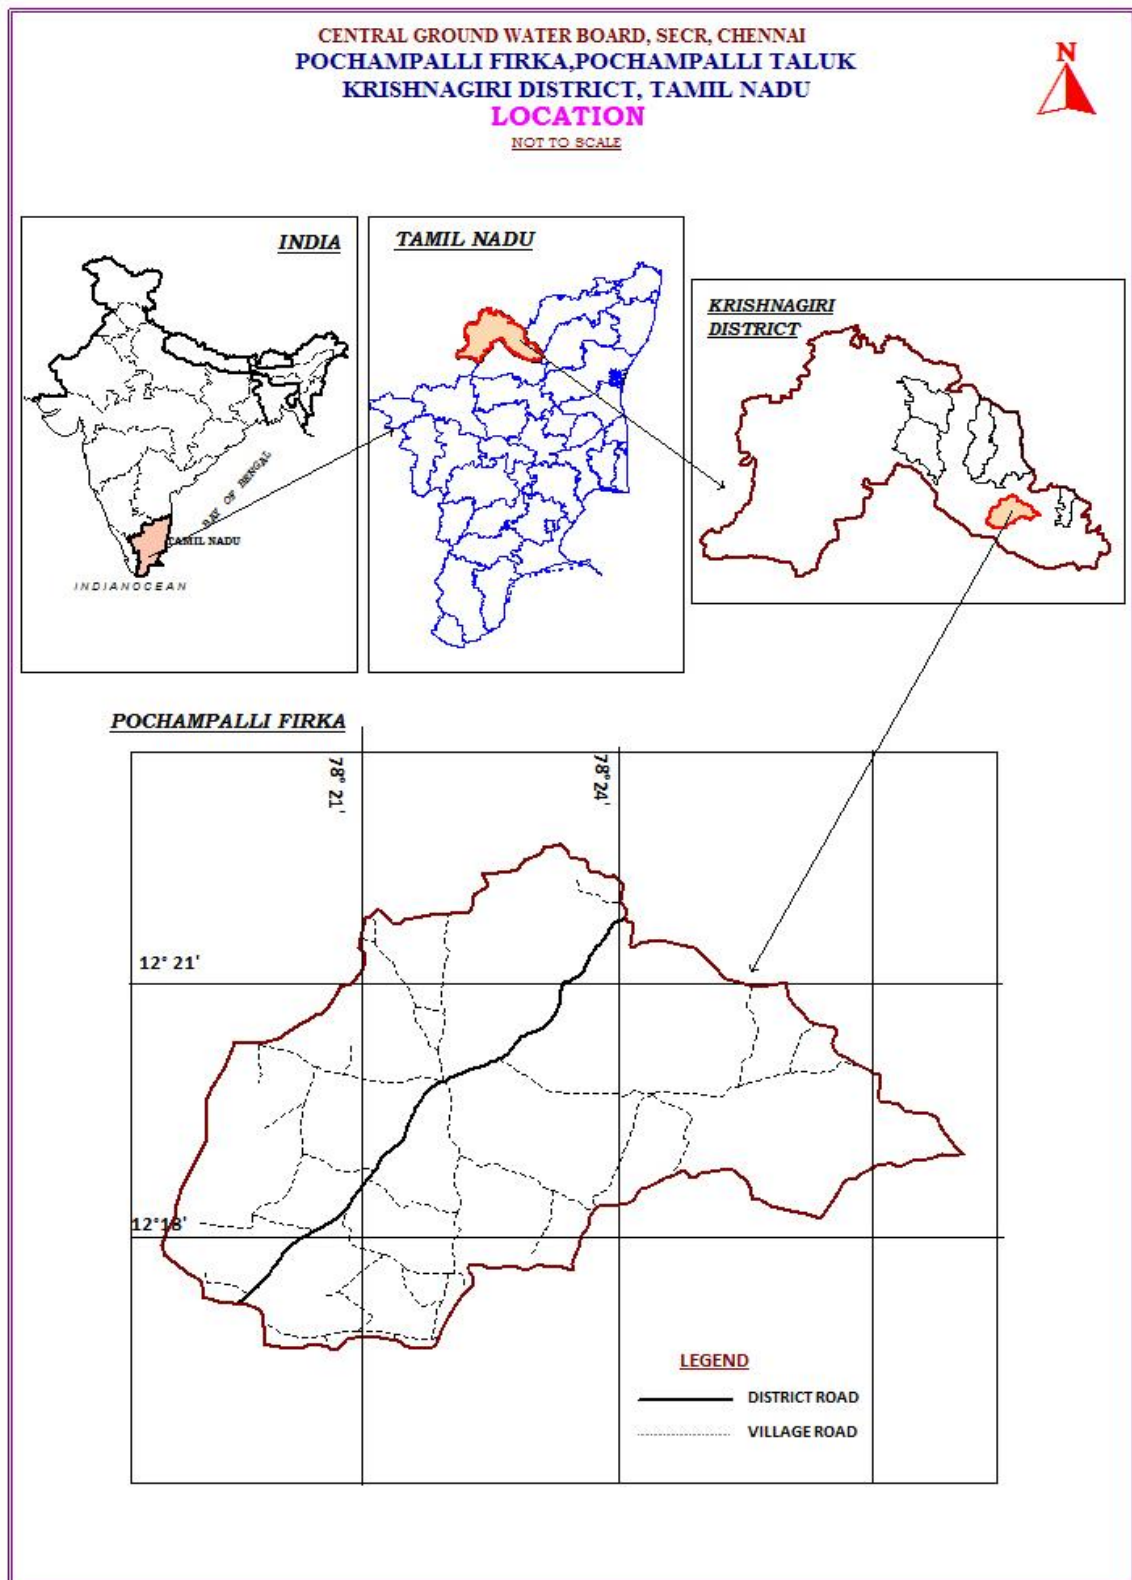 CENTRAL GROUND WATER BOARD, SECR, CHENNAI
POCHAMPALLI FIRKA,POCHAMPALLI TALUK
KRISHNAGIRI DISTRICT, TAMIL NADU
LOCATION
NOT TO SCALE
N
INDIA
BAY OF BENGAL
TAMIL NADU
INDIAN OCEAN
TAMIL NADU
KRISHNAGIRI
DISTRICT
POCHAMPALLI FIRKA
78° 21'
78° 24'
12° 21'
12°18'
LEGEND
DISTRICT ROAD
VILLAGE ROAD